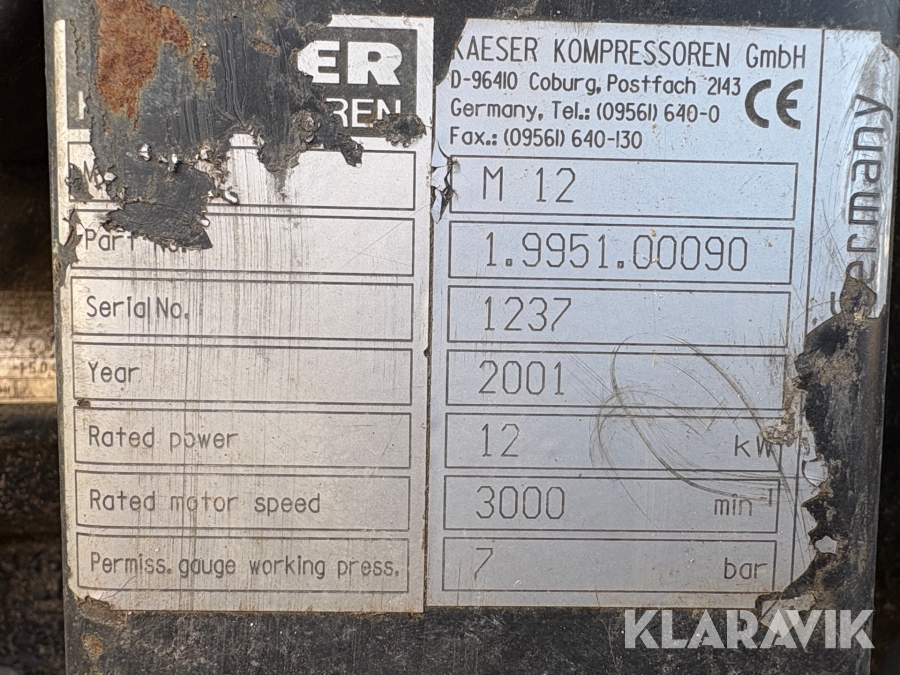 ER
REN
KAESER KOMPRESSOREN GmbH
D-96410 Coburg, Postfach 2143
Germany, Tel.: (09561) 640-0
Fax.: (09561) 640-130
CE
Germany
M 12
Part No. 1.9951.00090
Serial No. 1237
Year 2001
Rated power 12 kW
Rated motor speed 3000 min-1
Permiss. gauge working press. 7 bar
KLARAVIK